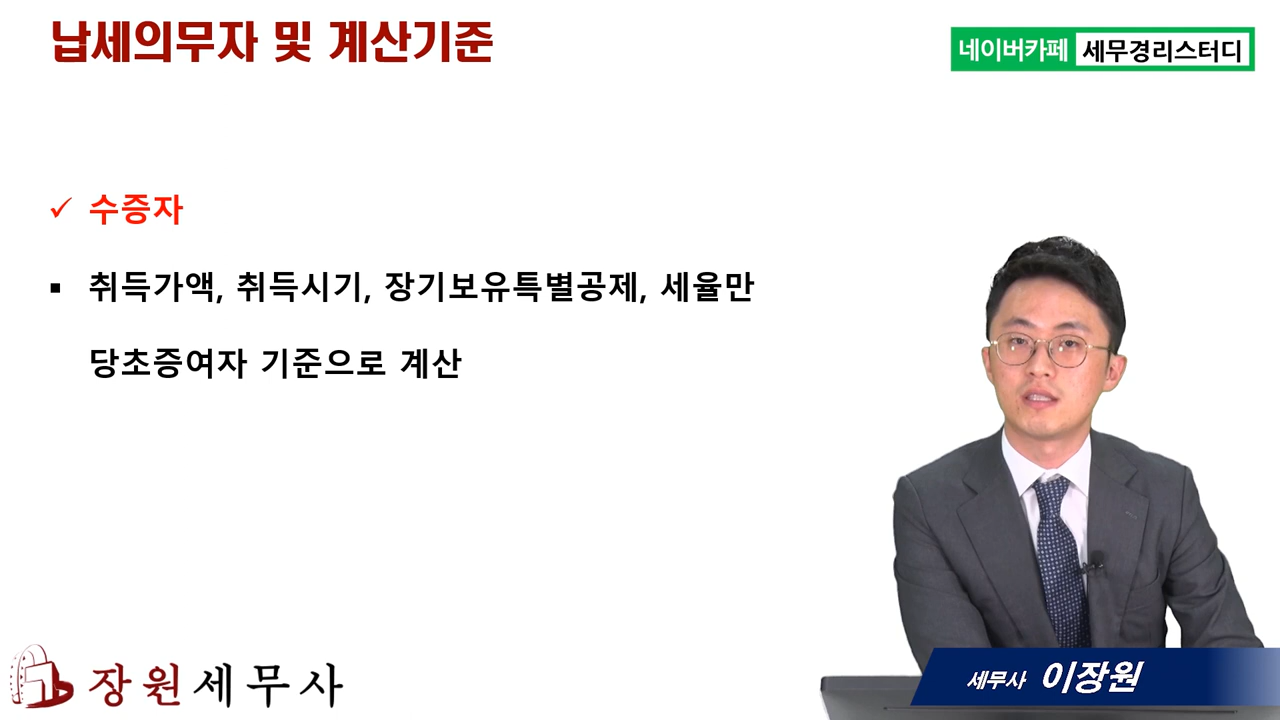 납세의무자 및 계산기준
네이버카페 세무경리스터디
✓ 수증자
▪ 취득가액, 취득시기, 장기보유특별공제, 세율만
당초증여자 기준으로 계산
장원세무사
세무사 이장원